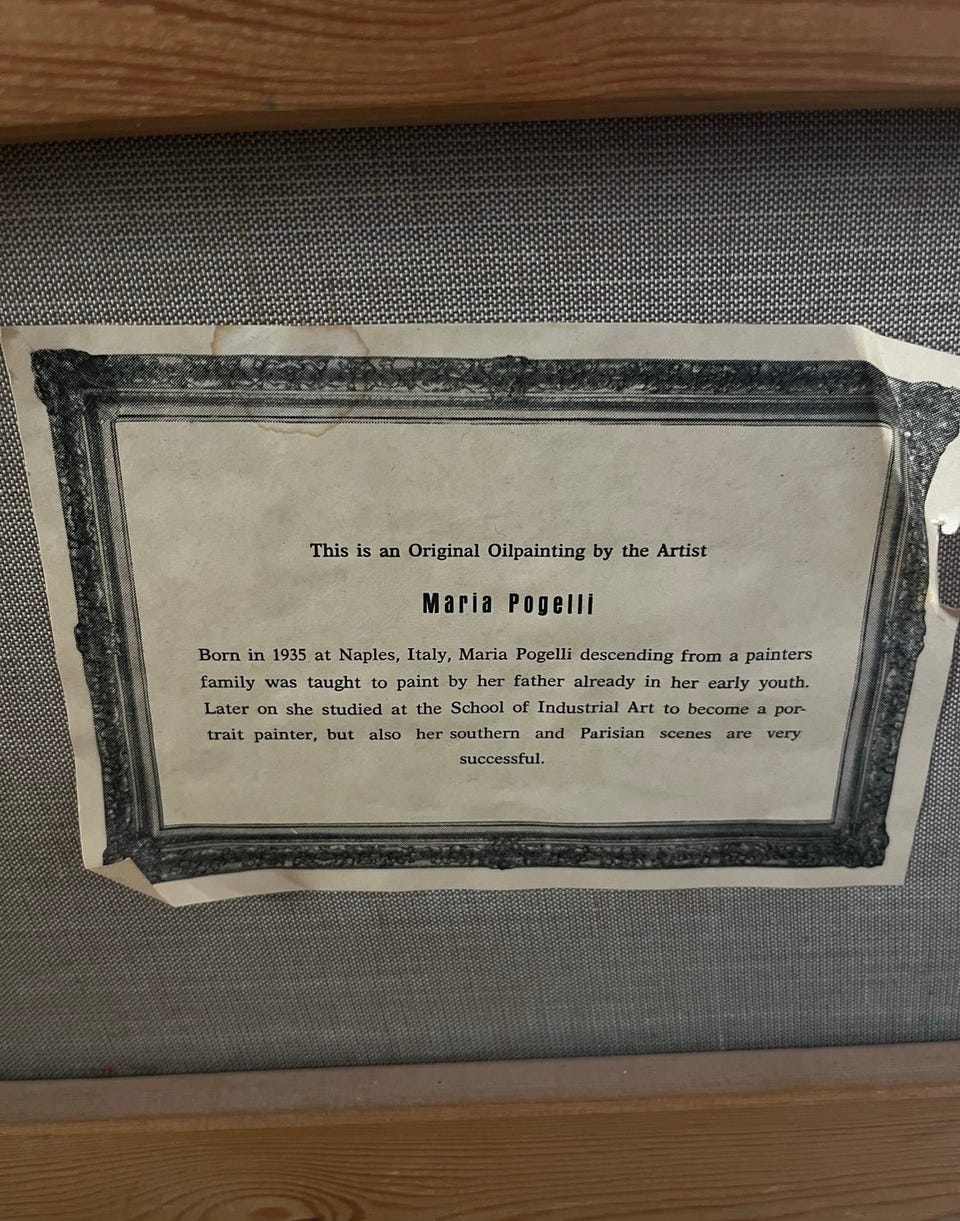 This is an Original Oilpainting by the Artist
Maria Pogelli
Born in 1935 at Naples, Italy, Maria Pogelli descending from a painters
family was taught to paint by her father already in her early youth.
Later on she studied at the School of Industrial Art to become a por-
trait painter, but also her southern and Parisian scenes are very
successful.